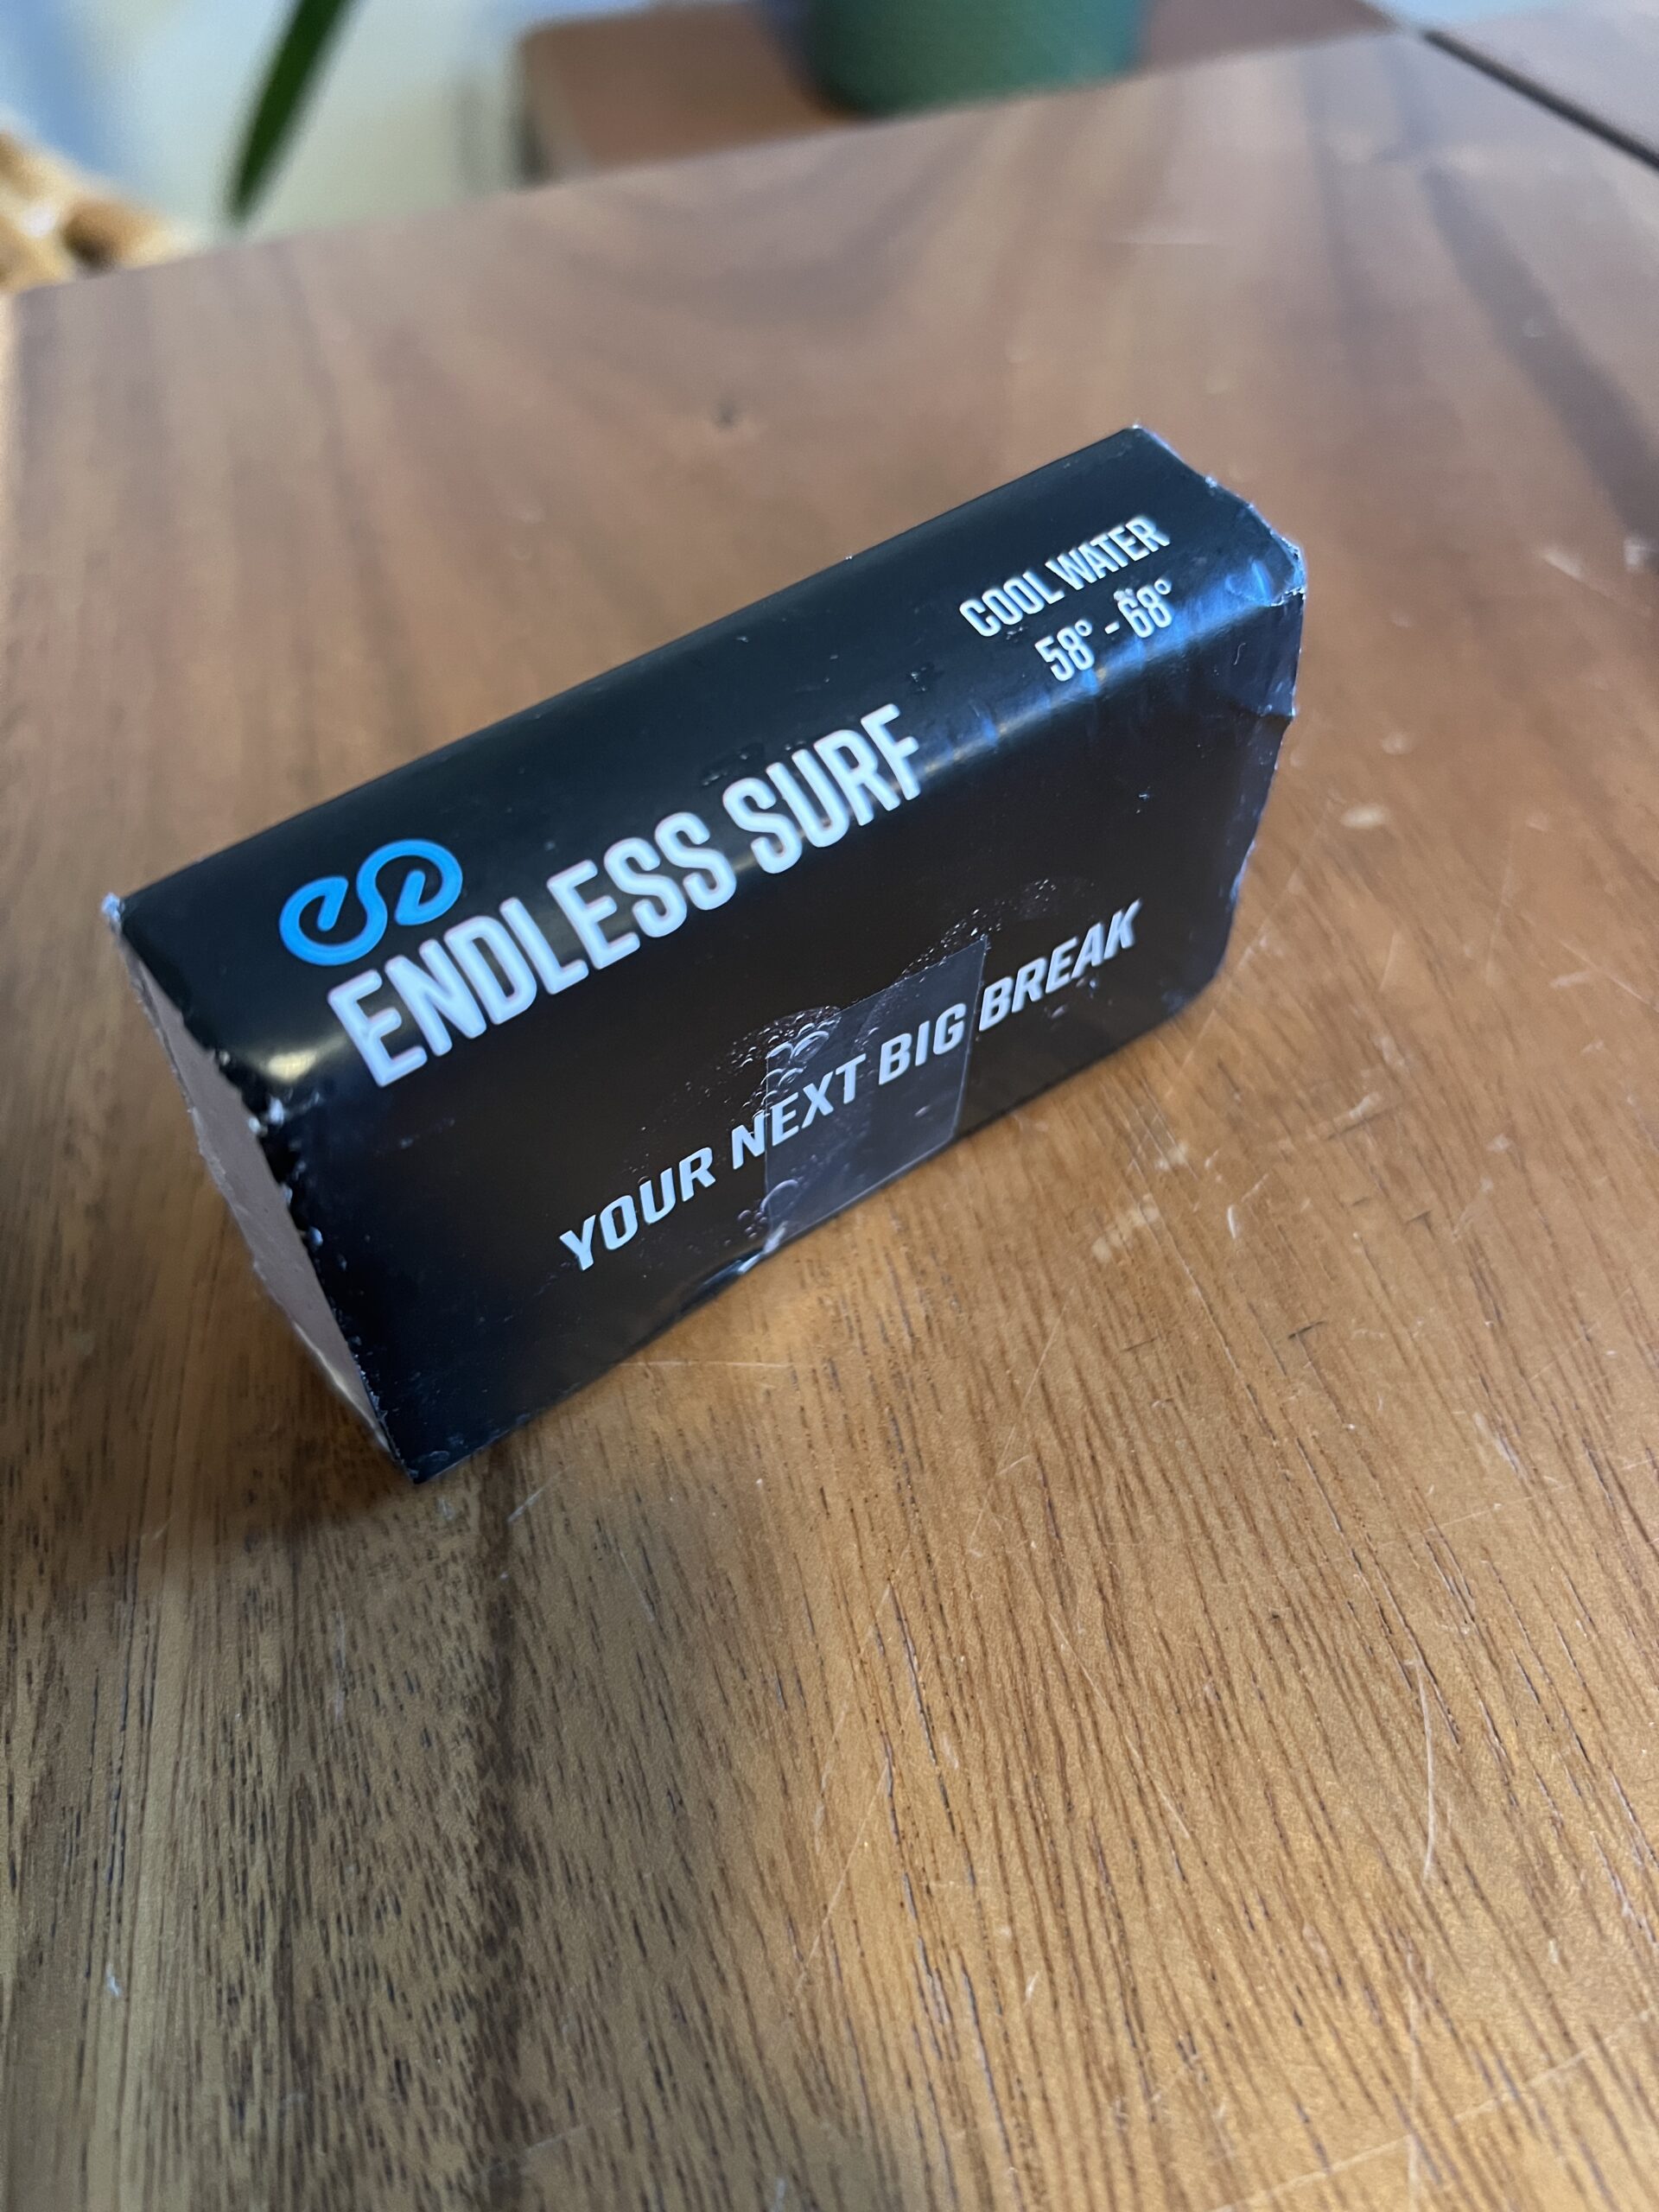 ENDLESS SURF
COOL WATER
58° - 68°
YOUR NEXT BIG BREAK